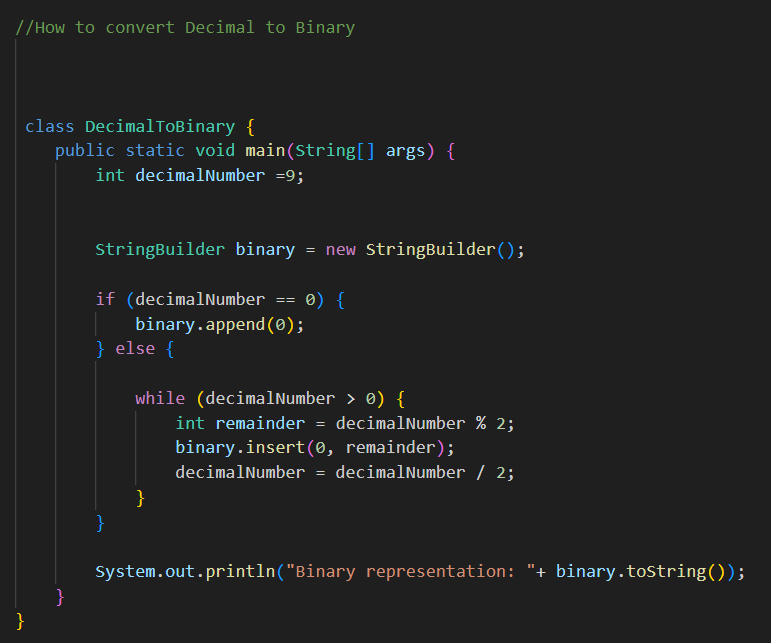 //How to convert Decimal to Binary
class DecimalToBinary {
public static void main(String[] args) {
int decimalNumber =9;
StringBuilder binary = new StringBuilder();
if (decimalNumber == 0) {
binary.append(0);
} else {
while (decimalNumber > 0) {
int remainder = decimalNumber % 2;
binary.insert(0, remainder);
decimalNumber = decimalNumber / 2;
}
}
System.out.println("Binary representation: "+ binary.toString());
}
}